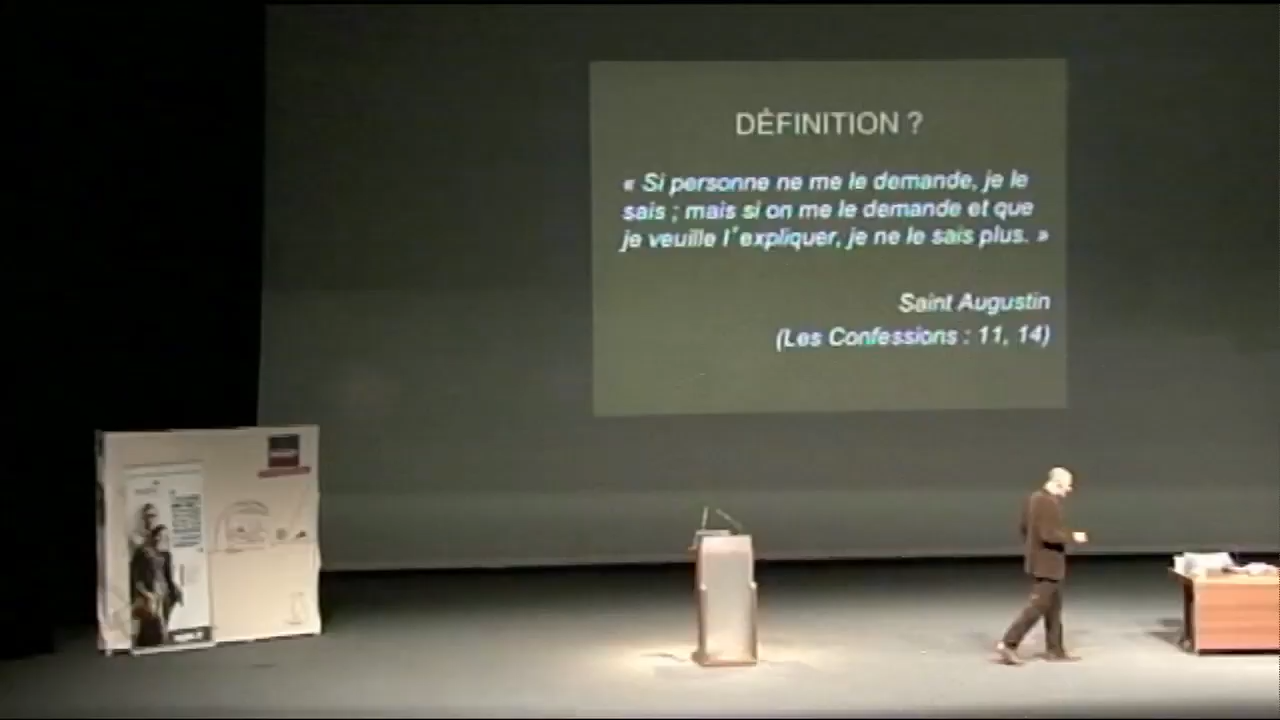 DÉFINITION ?
« Si personne ne me le demande, je le
sais ; mais si on me le demande et que
je veuille l'expliquer, je ne le sais plus. »
Saint Augustin
(Les Confessions : 11, 14)